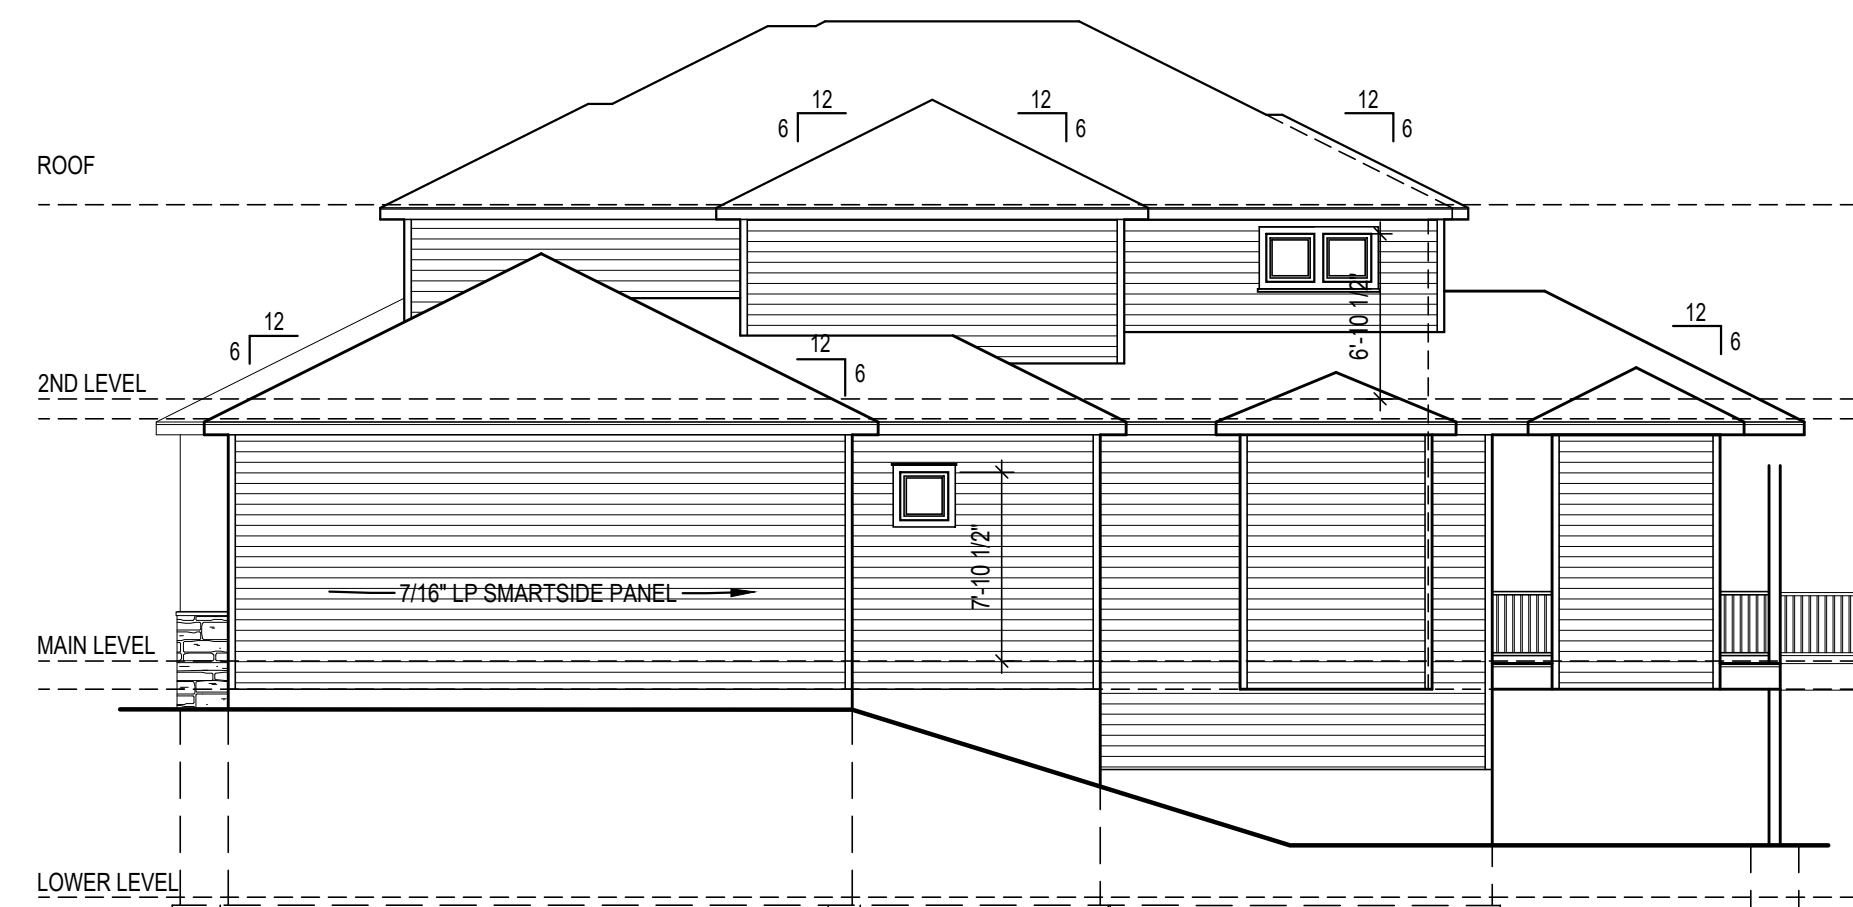 12
6
12
6
12
6
ROOF
6'-10 1/2"
12
6
12
6
12
6
2ND LEVEL
7'-10 1/2"
7/16" LP SMARTSIDE PANEL
MAIN LEVEL
LOWER LEVEL